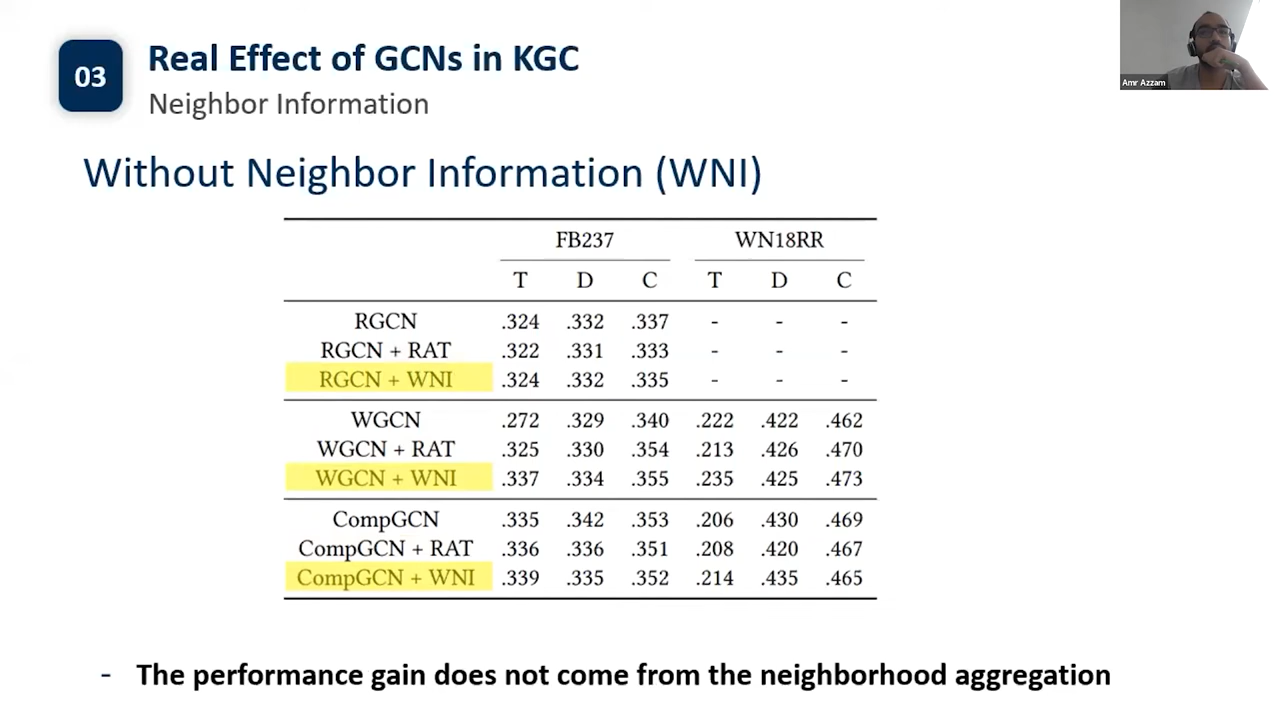 03
Real Effect of GCNs in KGC
Neighbor Information
Amr Azzam
Without Neighbor Information (WNI)
FB237 WN18RR
T D C T D C
RGCN .324 .332 .337 - - -
RGCN + RAT .322 .331 .333 - - -
RGCN + WNI .324 .332 .335 - - -
WGCN .272 .329 .340 .222 .422 .462
WGCN + RAT .325 .330 .354 .213 .426 .470
WGCN + WNI .337 .334 .355 .235 .425 .473
CompGCN .335 .342 .353 .206 .430 .469
CompGCN + RAT .336 .336 .351 .208 .420 .467
CompGCN + WNI .339 .335 .352 .214 .435 .465
- The performance gain does not come from the neighborhood aggregation